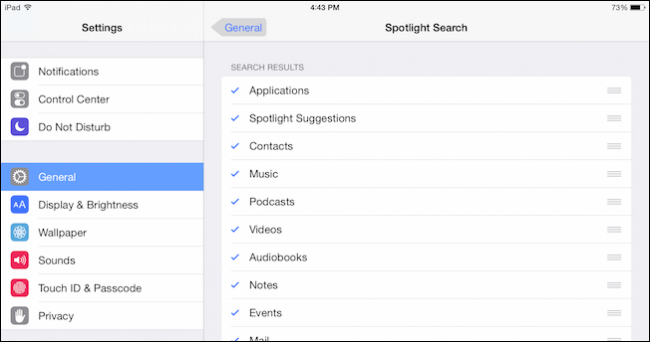 iPad 4:43 PM 73%
Settings
General Spotlight Search
Notifications
Control Center
Do Not Disturb
General
AA Display & Brightness
Wallpaper
Sounds
Touch ID & Passcode
Privacy
SEARCH RESULTS
Applications
Spotlight Suggestions
Contacts
Music
Podcasts
Videos
Audiobooks
Notes
Events
Mail